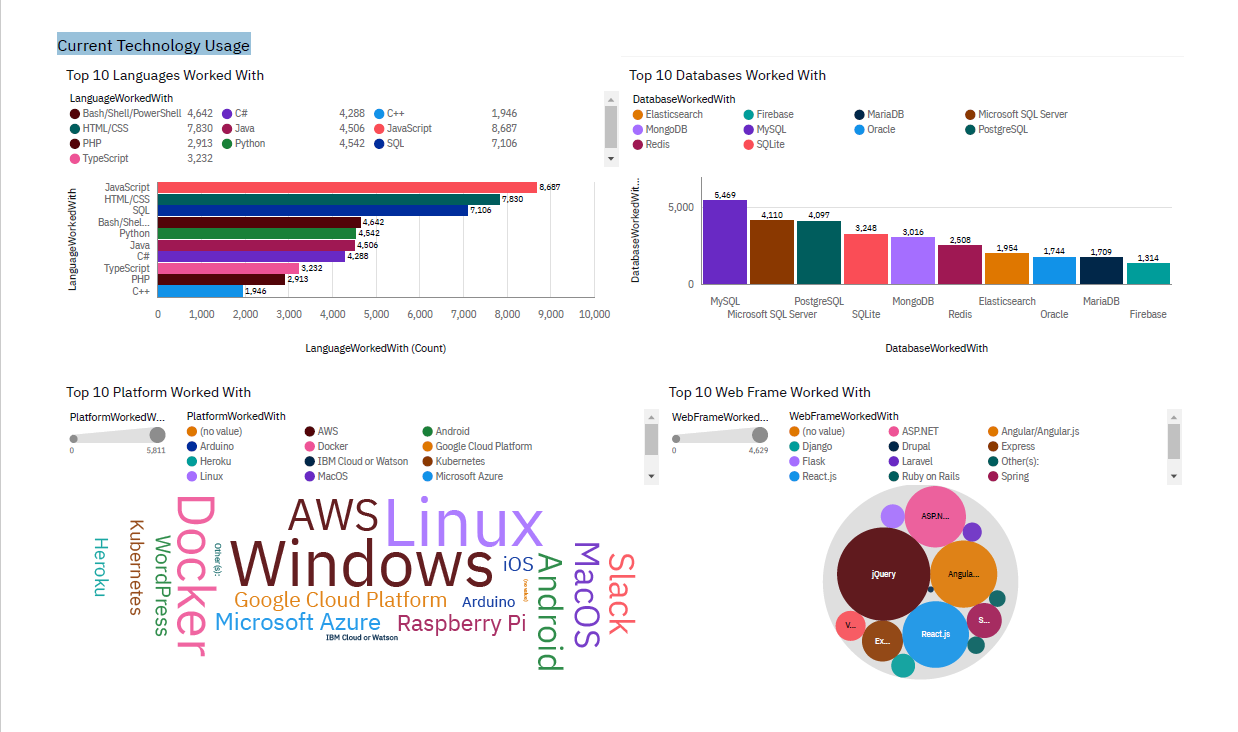 Current Technology Usage
Top 10 Languages Worked With
LanguageWorkedWith
Bash/Shell/PowerShell 4,642 C# 4,288 C++ 1,946
HTML/CSS 7,830 Java 4,506 JavaScript 8,687
PHP 2,913 Python 4,542 SQL 7,106
TypeScript 3,232
LanguageWorkedWith
JavaScript 8,687
HTML/CSS 7,830
SQL 7,106
Bash/Shel... 4,642
Python 4,542
Java 4,506
C# 4,288
TypeScript 3,232
PHP 2,913
C++ 1,946
0 1,000 2,000 3,000 4,000 5,000 6,000 7,000 8,000 9,000 10,000
LanguageWorkedWith (Count)
Top 10 Databases Worked With
DatabaseWorkedWith
Elasticsearch Firebase MariaDB Microsoft SQL Server
MongoDB MySQL Oracle PostgreSQL
Redis SQLite
DatabaseWorkedWit...
5,000
0
5,469 4,110 4,097 3,248 3,016 2,508 1,954 1,744 1,709 1,314
MySQL PostgreSQL MongoDB Elasticsearch MariaDB
Microsoft SQL Server SQLite Redis Oracle Firebase
DatabaseWorkedWith
Top 10 Platform Worked With
PlatformWorkedW...
0 5,811
PlatformWorkedWith
(no value) AWS Android
Arduino Docker Google Cloud Platform
Heroku IBM Cloud or Watson Kubernetes
Linux MacOS Microsoft Azure
Heroku
Kubernetes
WordPress
Docker
Other(s):
AWS
Linux
Windows
iOS
(no value)
Google Cloud Platform
Arduino
Microsoft Azure
Raspberry Pi
IBM Cloud or Watson
Android
MacOS
Slack
Top 10 Web Frame Worked With
WebFrameWorked...
0 4,629
WebFrameWorkedWith
(no value) ASP.NET Angular/Angular.js
Django Drupal Express
Flask Laravel Other(s):
React.js Ruby on Rails Spring
ASP.N...
jQuery
Angula...
V...
Ex...
React.js
S...